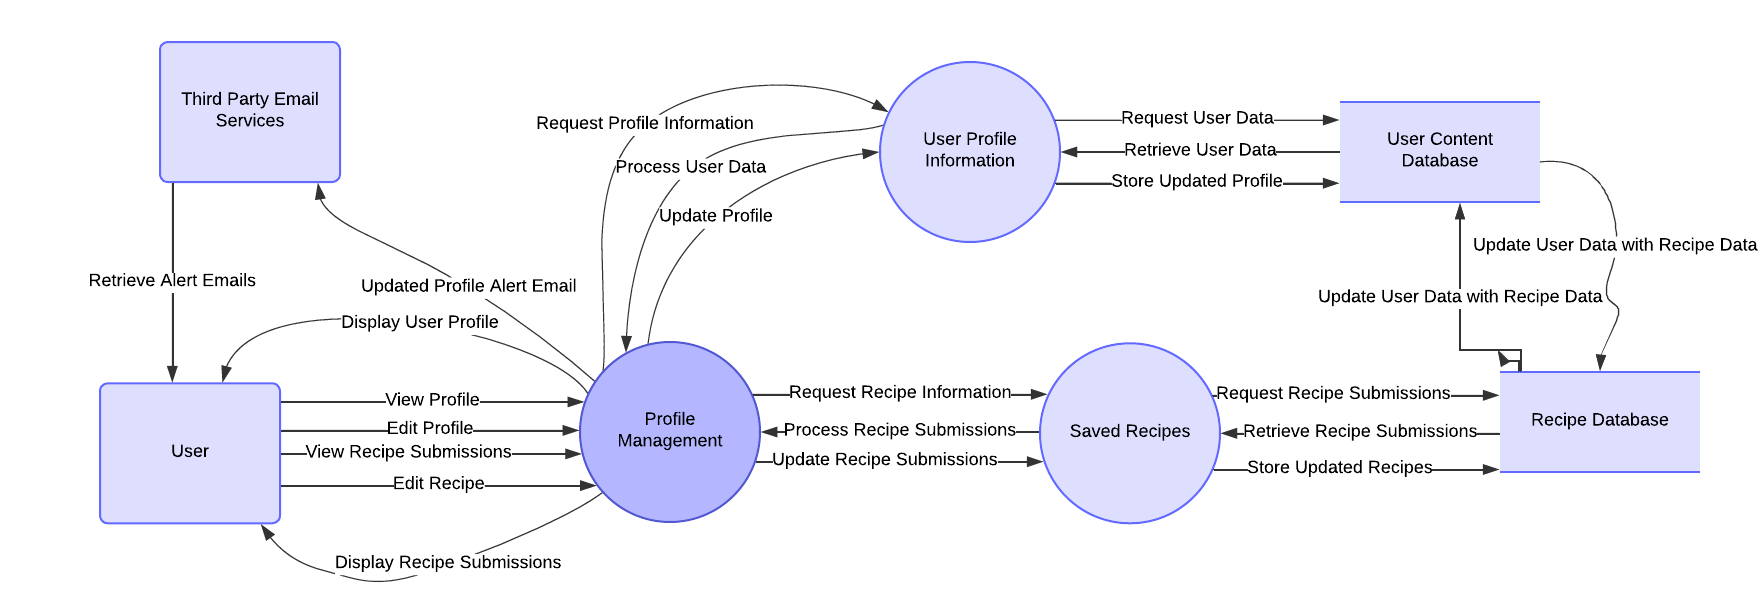 Third Party Email
Services
Request Profile Information
User Profile
Information
Request User Data
User Content
Database
Retrieve User Data
Process User Data
Store Updated Profile
Update Profile
Update User Data with Recipe Data
Retrieve Alert Emails
Updated Profile Alert Email
Update User Data with Recipe Data
Display User Profile
View Profile
Edit Profile
View Recipe Submissions
Edit Recipe
User
Profile
Management
Request Recipe Information
Process Recipe Submissions
Update Recipe Submissions
Saved Recipes
Request Recipe Submissions
Retrieve Recipe Submissions
Store Updated Recipes
Recipe Database
Display Recipe Submissions